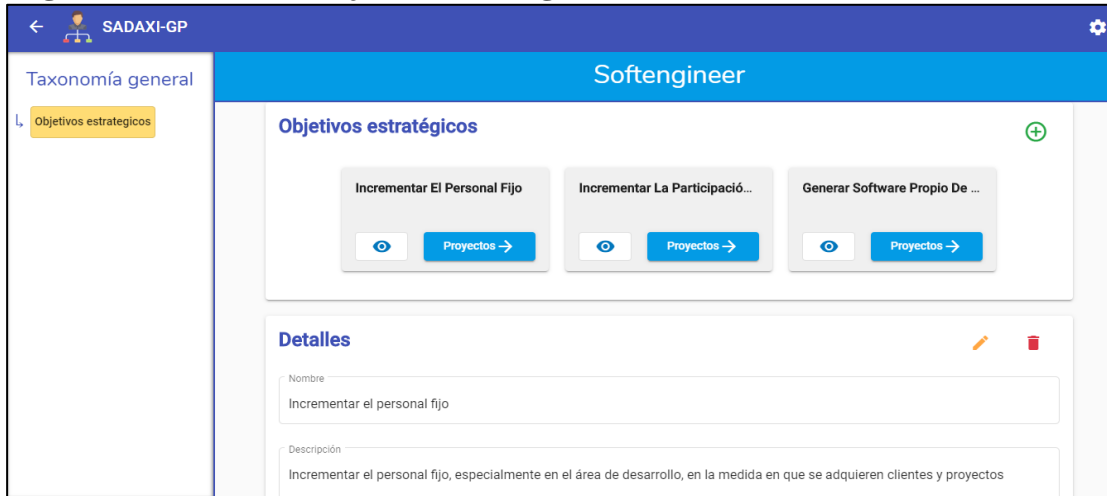 SADAXI-GP
Taxonomía general
Objetivos estrategicos
Softengineer
Objetivos estratégicos
Incrementar El Personal Fijo
Proyectos
Incrementar La Participació...
Proyectos
Generar Software Propio De ...
Proyectos
Detalles
Nombre
Incrementar el personal fijo
Descripción
Incrementar el personal fijo, especialmente en el área de desarrollo, en la medida en que se adquieren clientes y proyectos